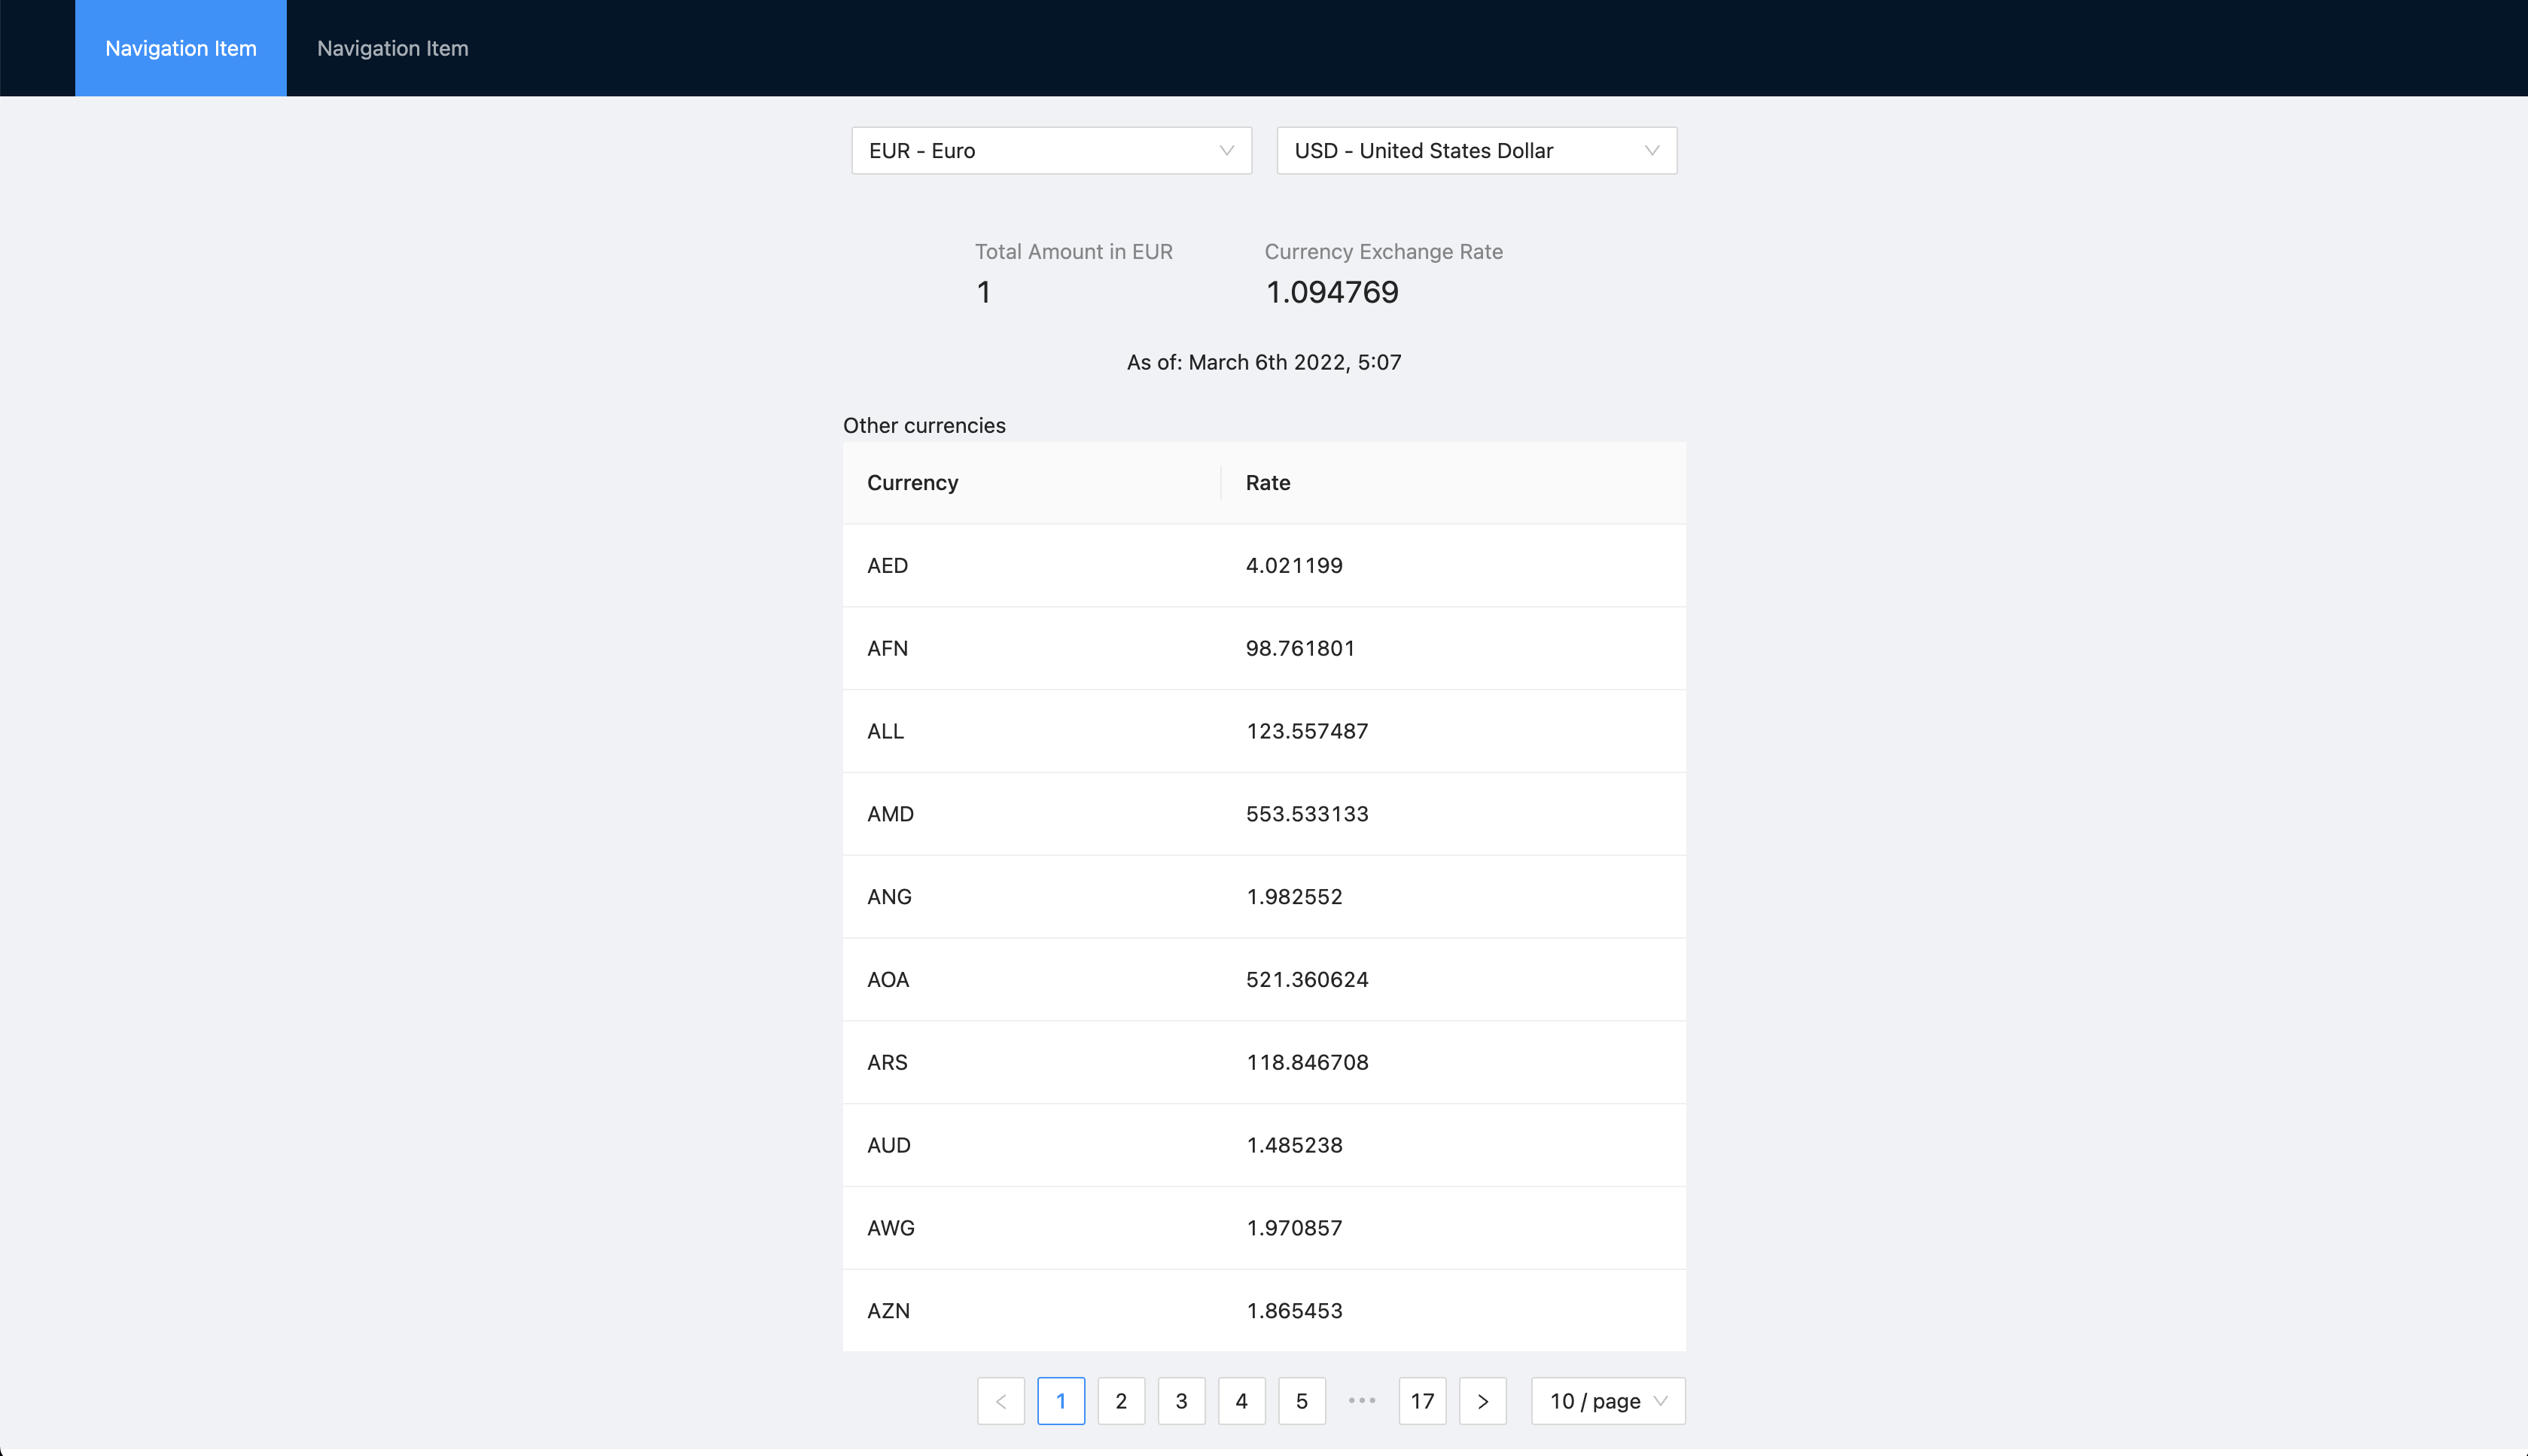 Navigation Item Navigation Item
EUR - Euro USD - United States Dollar
Total Amount in EUR Currency Exchange Rate
1 1.094769
As of: March 6th 2022, 5:07
Other currencies
Currency Rate
AED 4.021199
AFN 98.761801
ALL 123.557487
AMD 553.533133
ANG 1.982552
AOA 521.360624
ARS 118.846708
AUD 1.485238
AWG 1.970857
AZN 1.865453
< 1 2 3 4 5 ••• 17 > 10 / page